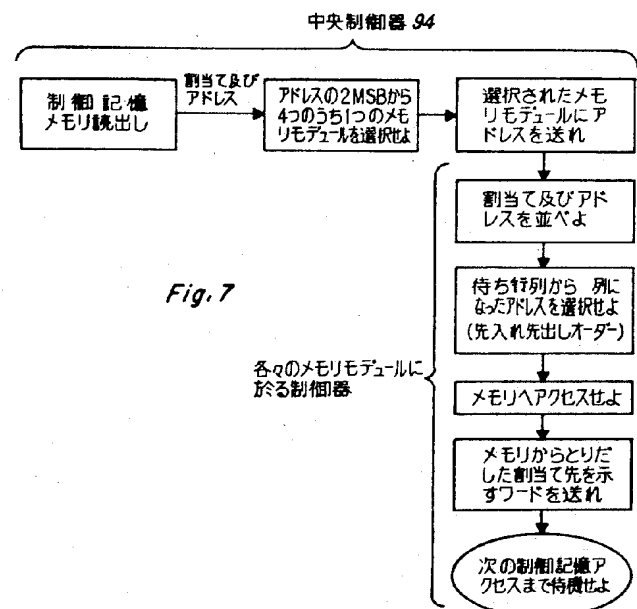 中央制御器 94
制御記憶
メモリ読出し
割当て及び
アドレス
アドレスの2MSBから
4つのうち1つのメモ
リモデュールを選択せよ
選択されたメモ
リモデュールにア
ドレスを送れ
割当て及びアド
レスを並べよ
待ち行列から 列に
なったアドレスを選択せよ
(先入れ先出しオーダー)
メモリへアクセスせよ
メモリからとりだ
した割当て先を示
すワードを送れ
次の制御記憶ア
クセスまで待機せよ
各々のメモリモデュールに
於る制御器
Fig. 7